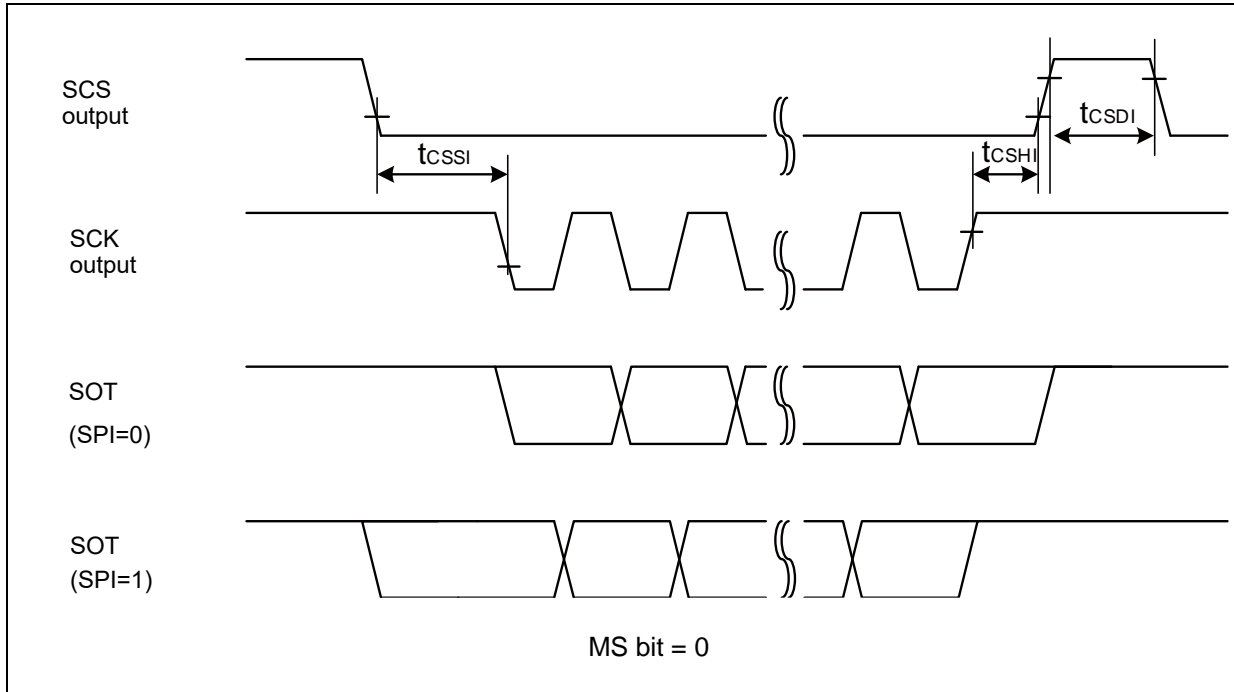 SCS
output
tCSSI
tCSHI
tCSDI
SCK
output
SOT
(SPI=0)
SOT
(SPI=1)
MS bit = 0